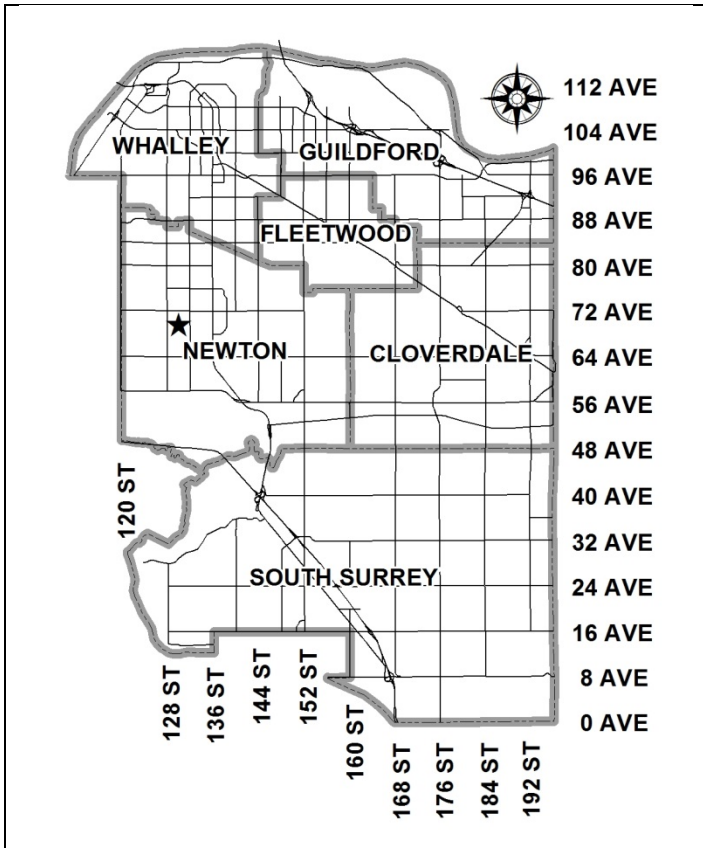 112 AVE
104 AVE
WHALLEY
GUILDFORD
96 AVE
88 AVE
FLEETWOOD
80 AVE
72 AVE
NEWTON
CLOVERDALE
64 AVE
56 AVE
48 AVE
120 ST
40 AVE
32 AVE
SOUTH SURREY
24 AVE
16 AVE
128 ST
136 ST
144 ST
152 ST
160 ST
8 AVE
0 AVE
168 ST
176 ST
184 ST
192 ST